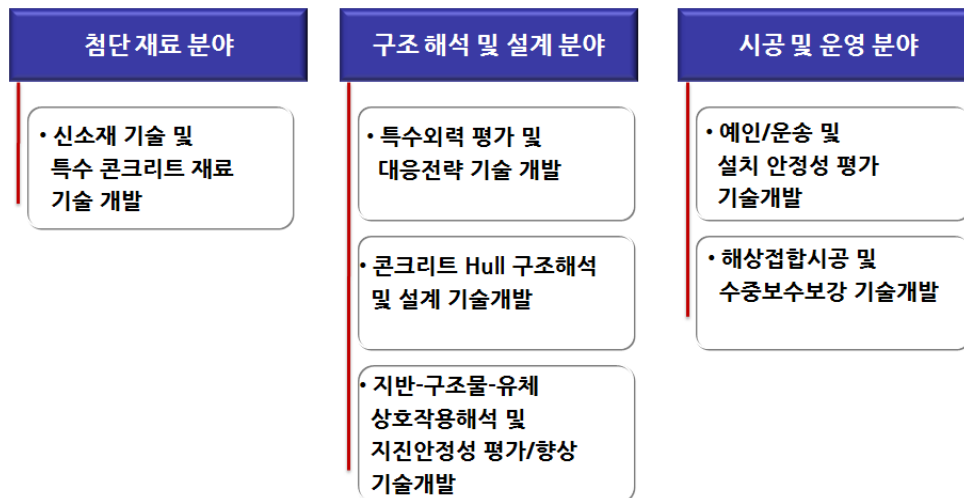 첨단 재료 분야
• 신소재 기술 및
특수 콘크리트 재료
기술 개발
구조 해석 및 설계 분야
• 특수외력 평가 및
대응전략 기술 개발
• 콘크리트 Hull 구조해석
및 설계 기술개발
• 지반-구조물-유체
상호작용해석 및
지진안정성 평가/향상
기술개발
시공 및 운영 분야
• 예인/운송 및
설치 안정성 평가
기술개발
• 해상접합시공 및
수중보수보강 기술개발